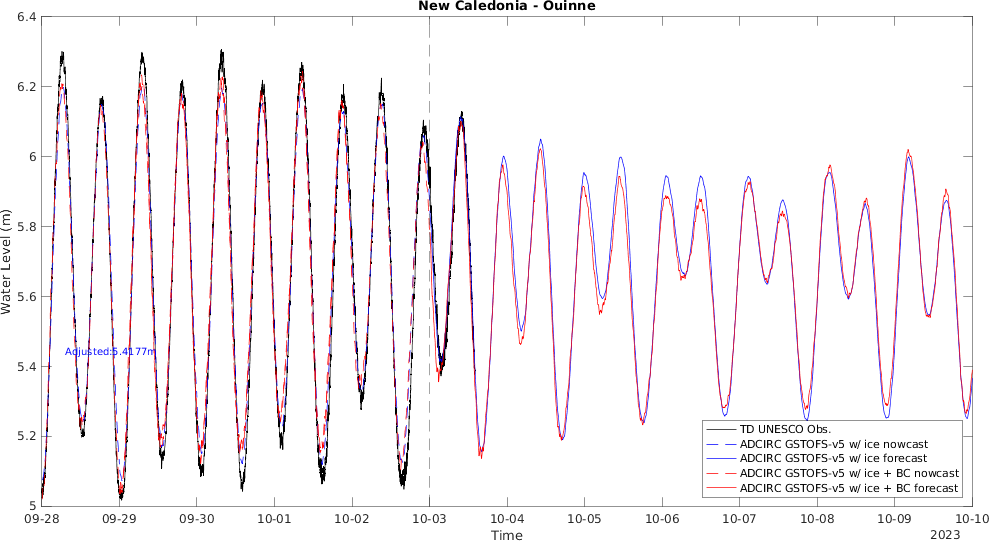 New Caledonia - Ouinne
6.4
6.2
6
5.8
5.6
5.4
5.2
5
Water Level (m)
Adjusted:5.4177m
TD UNESCO Obs.
ADCIRC GSTOFS-v5 w/ ice nowcast
ADCIRC GSTOFS-v5 w/ ice forecast
ADCIRC GSTOFS-v5 w/ ice + BC nowcast
ADCIRC GSTOFS-v5 w/ ice + BC forecast
09-28 09-29 09-30 10-01 10-02 10-03 10-04 10-05 10-06 10-07 10-08 10-09 10-10
Time
2023